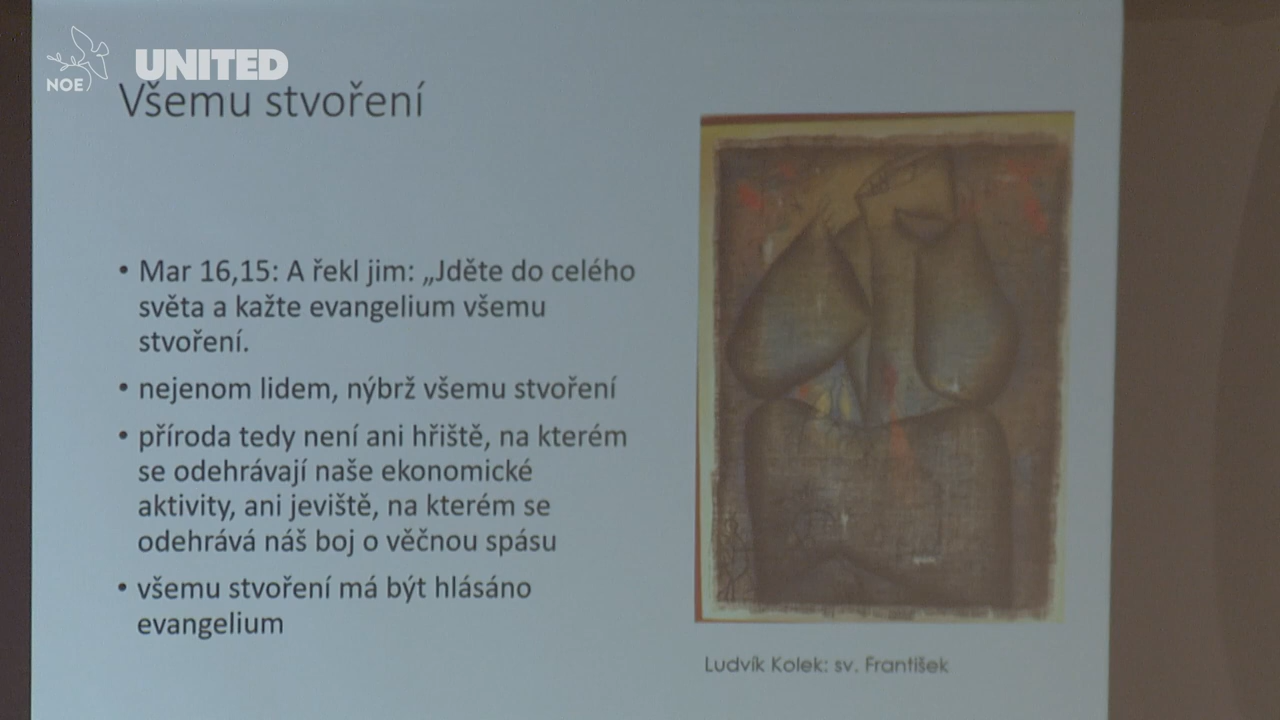 NOE
UNITED
Všemu stvoření
• Mar 16,15: A řekl jim: „Jděte do celého
světa a kažte evangelium všemu
stvoření.
• nejenom lidem, nýbrž všemu stvoření
• příroda tedy není ani hřiště, na kterém
se odehrávají naše ekonomické
aktivity, ani jeviště, na kterém se
odehrává náš boj o věčnou spásu
• všemu stvoření má být hlásáno
evangelium
Ludvík Kolek: sv. František